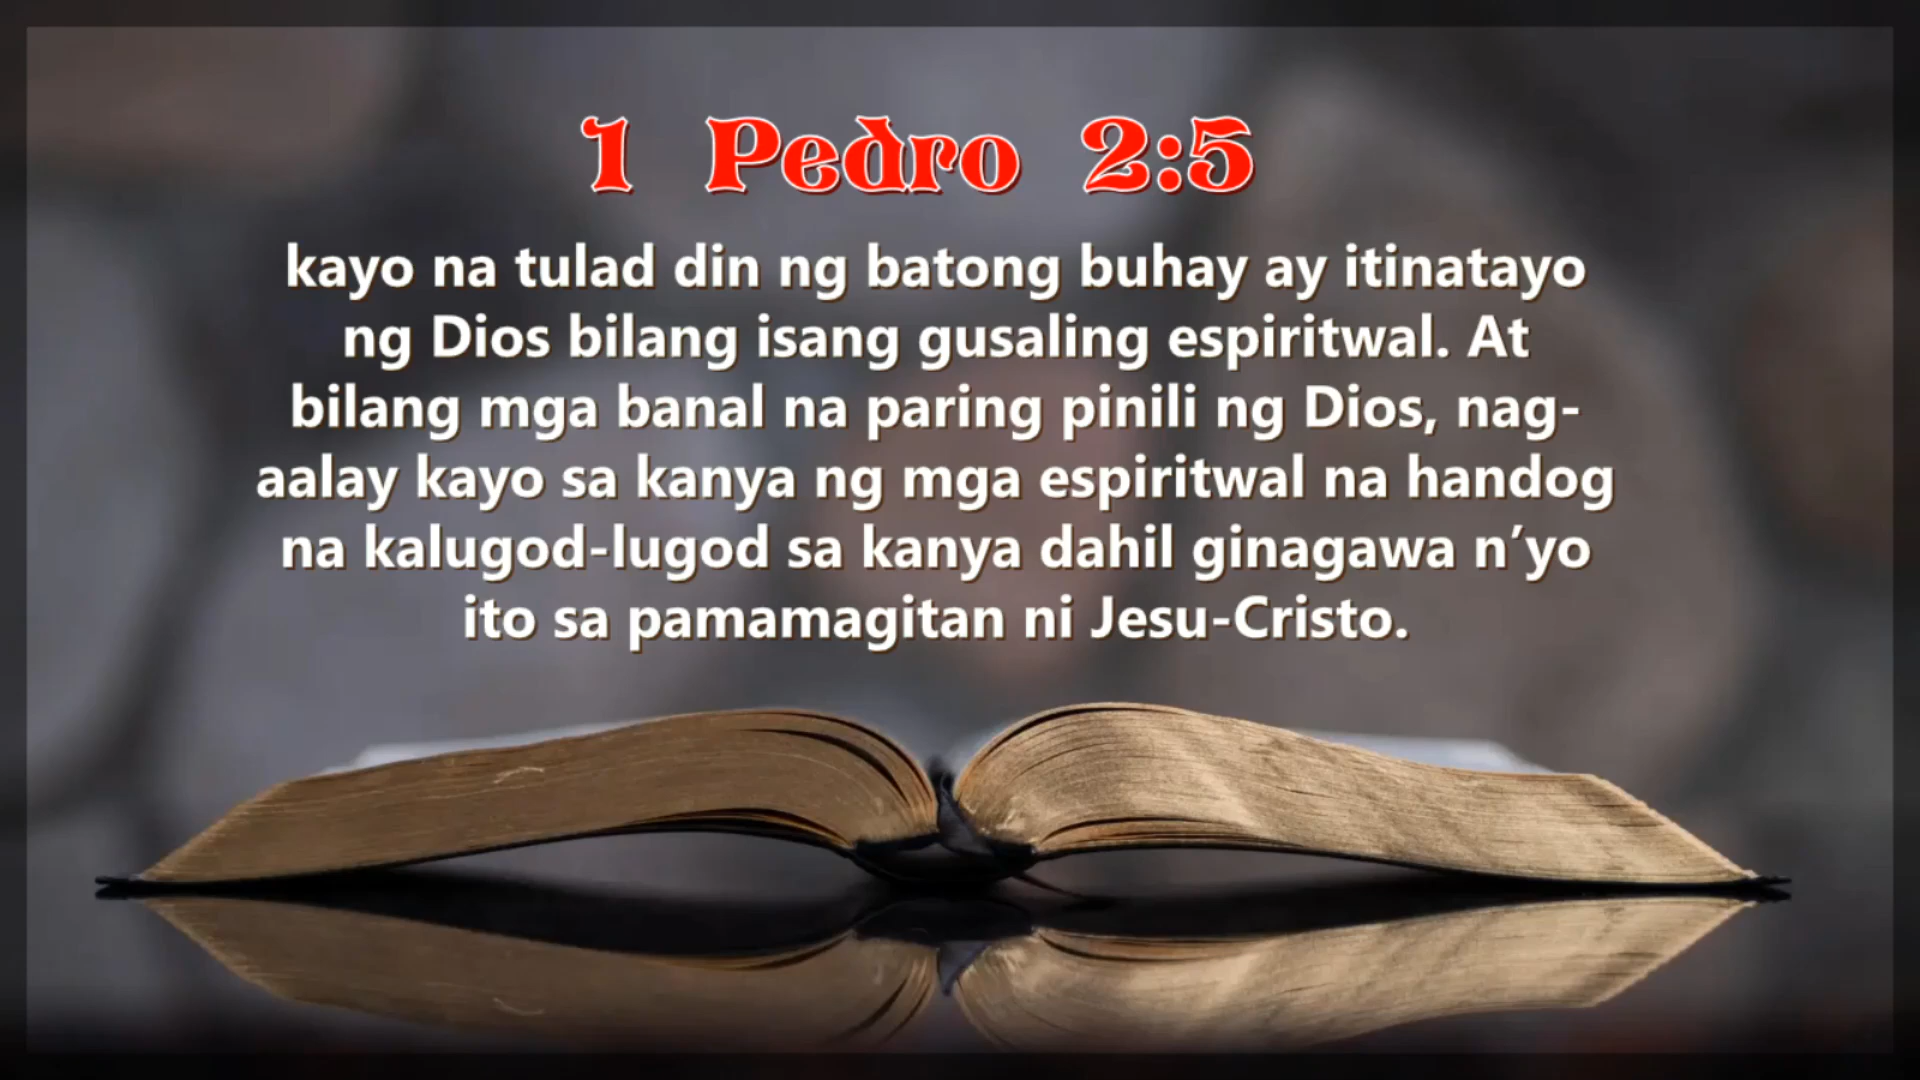 1 Pedro 2:5
kayo na tulad din ng batong buhay ay itinatayo
ng Dios bilang isang gusaling espiritwal. At
bilang mga banal na paring pinili ng Dios, nag-
aalay kayo sa kanya ng mga espiritwal na handog
na kalugod-lugod sa kanya dahil ginagawa n’yo
ito sa pamamagitan ni Jesu-Cristo.